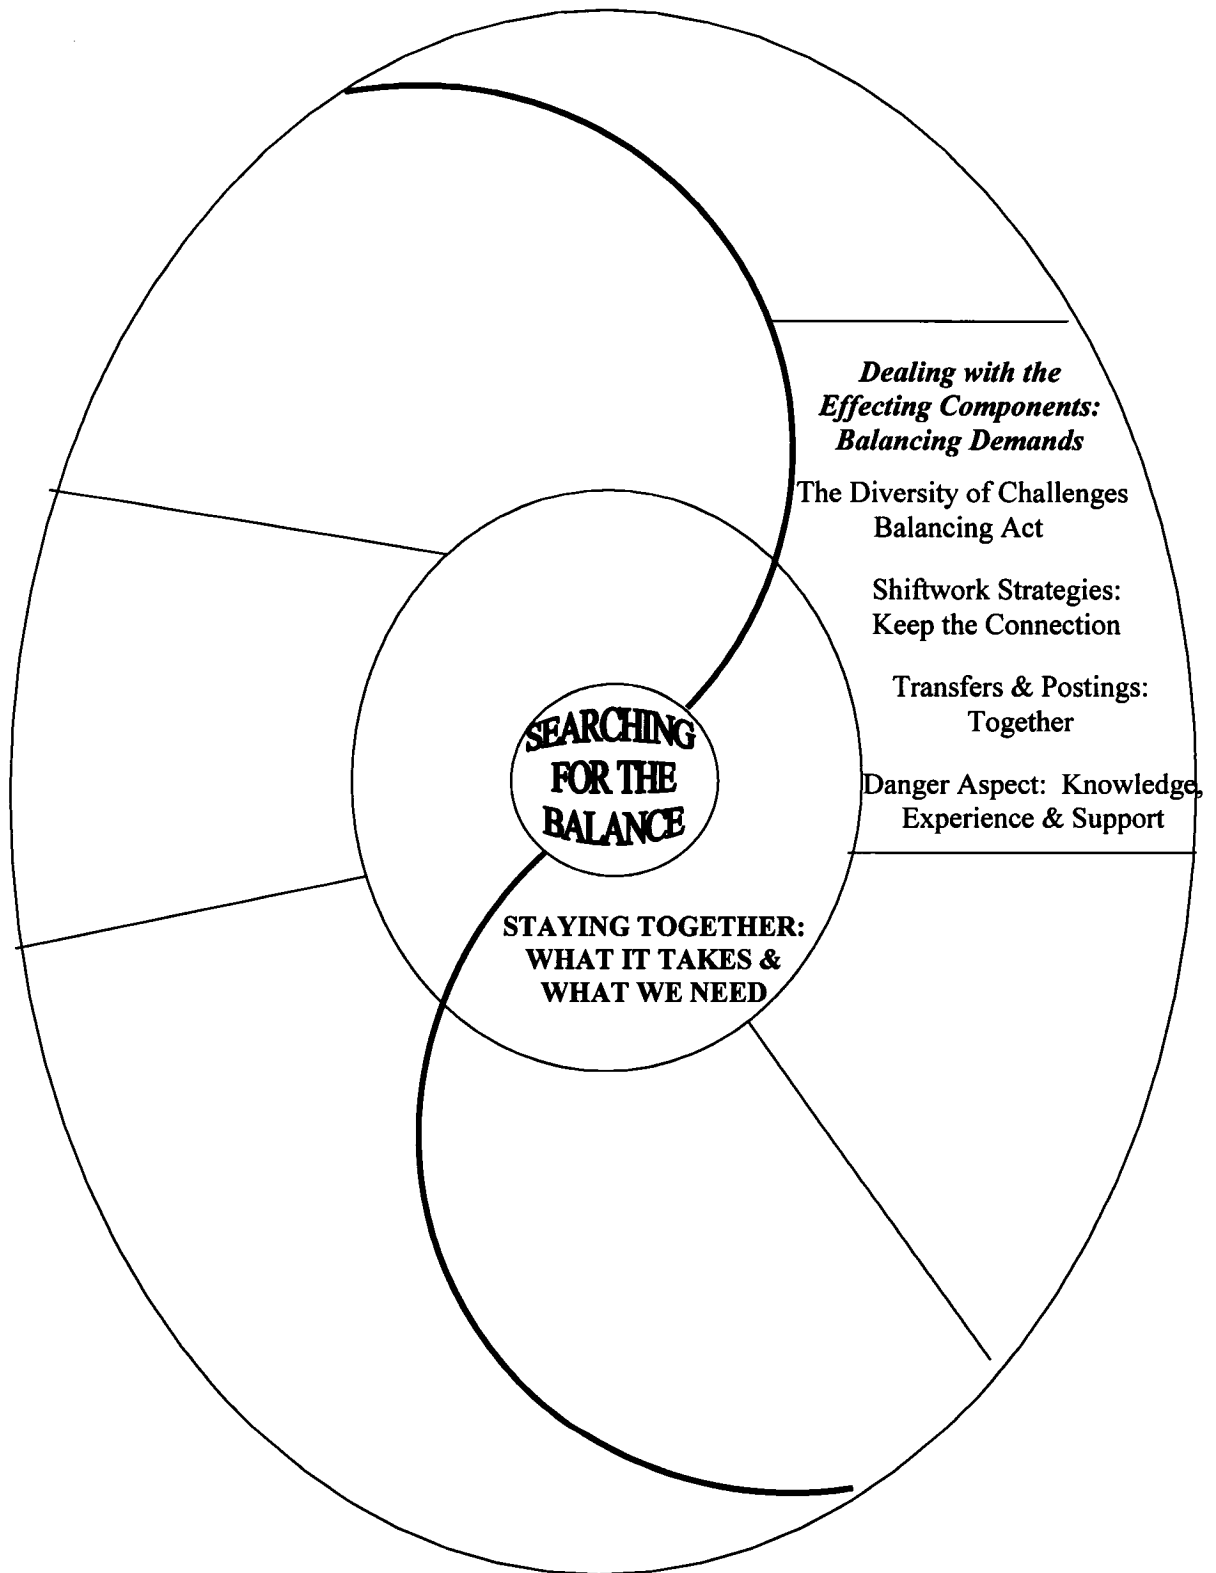 Dealing with the
Effecting Components:
Balancing Demands
The Diversity of Challenges
Balancing Act
Shiftwork Strategies:
Keep the Connection
Transfers & Postings:
Together
Danger Aspect: Knowledge,
Experience & Support
SEARCHING
FOR THE
BALANCE
STAYING TOGETHER:
WHAT IT TAKES &
WHAT WE NEED